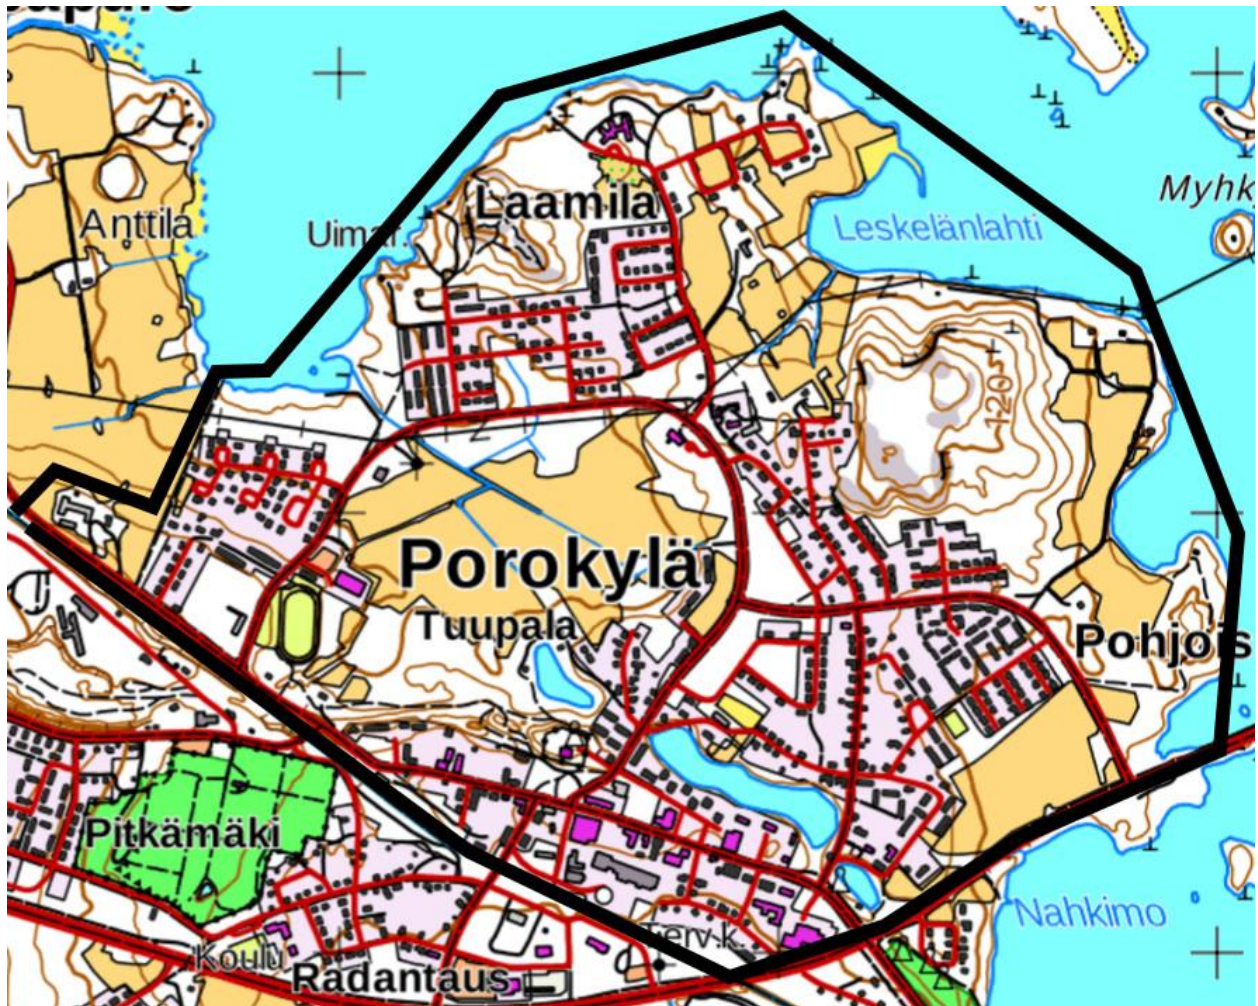 Anttila
Uimar.
Laamila
Myhk
Leskelänlahti
120
Porokylä
Tuupala
Pohjois
Pitkämäki
Nahkimo
Koulu
Terv.k.
Radantaus